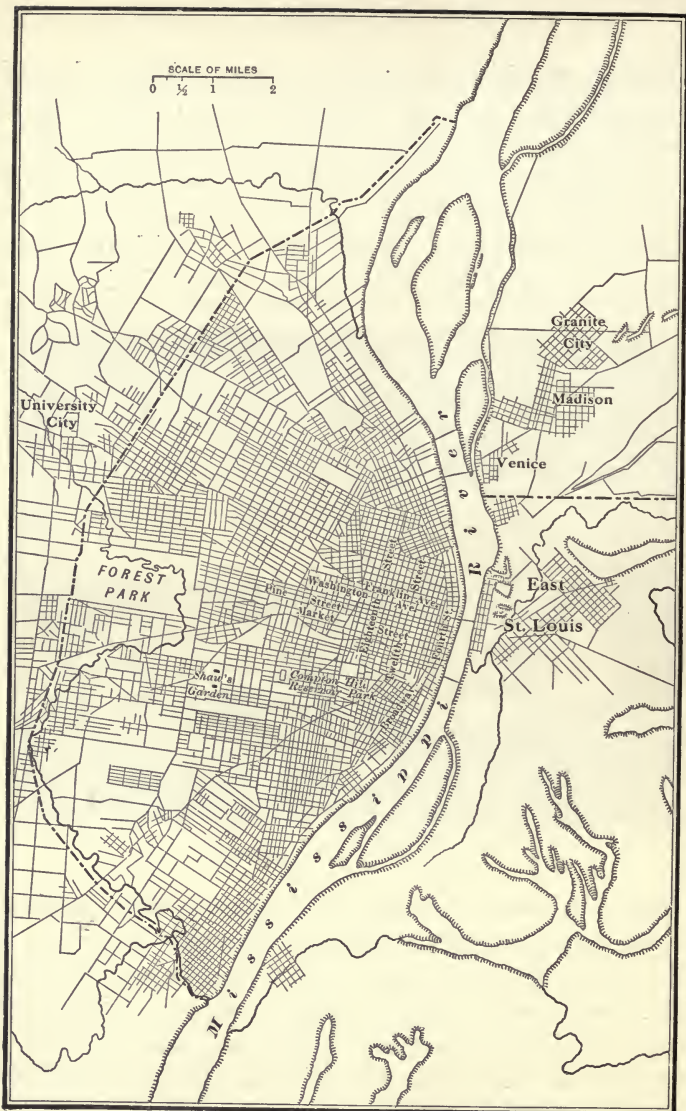 SCALE OF MILES
0 ½ 1 2
Granite
City
Madison
University
City
Venice
River
FOREST
PARK
East
St. Louis
Washington
Franklin Ave.
Ave.
Street
Street
Pine
Street
Market
Eighteenth
Street
Twelfth
Fourth St.
Shaw's
Garden
Compton Hill
Reservoir Park
Broadway
Mississippi